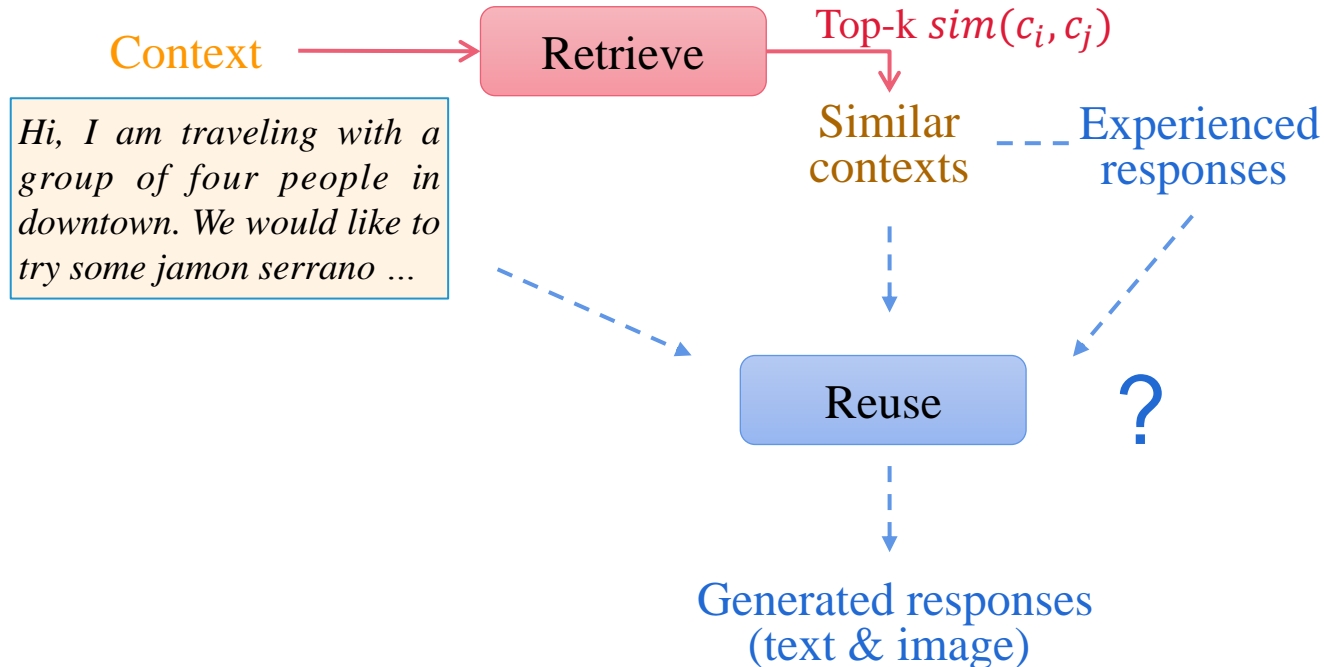 Context
Retrieve
Top-k sim(c_i, c_j)
Hi, I am traveling with a
group of four people in
downtown. We would like to
try some jamon serrano ...
Similar
contexts
Experienced
responses
Reuse
?
Generated responses
(text & image)